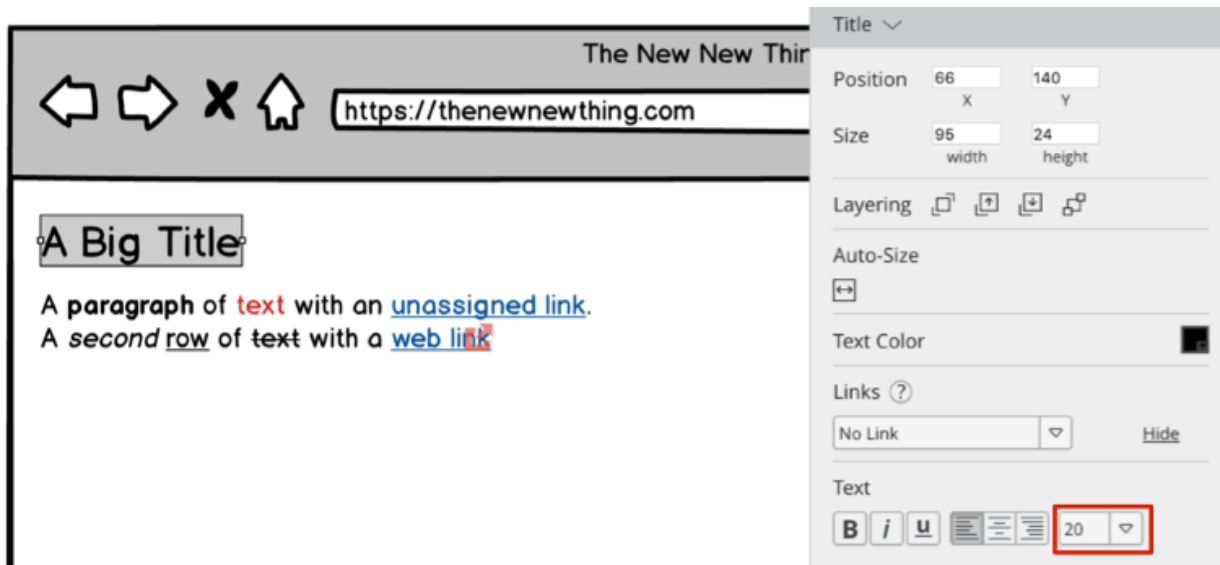 The New New Thin
https://thenewnewthing.com
A Big Title
A paragraph of text with an unassigned link.
A second row of text with a web link
Title
Position 66 140
X Y
Size 95 24
width height
Layering
Auto-Size
Text Color
Links ?
No Link Hide
Text
B i u 20